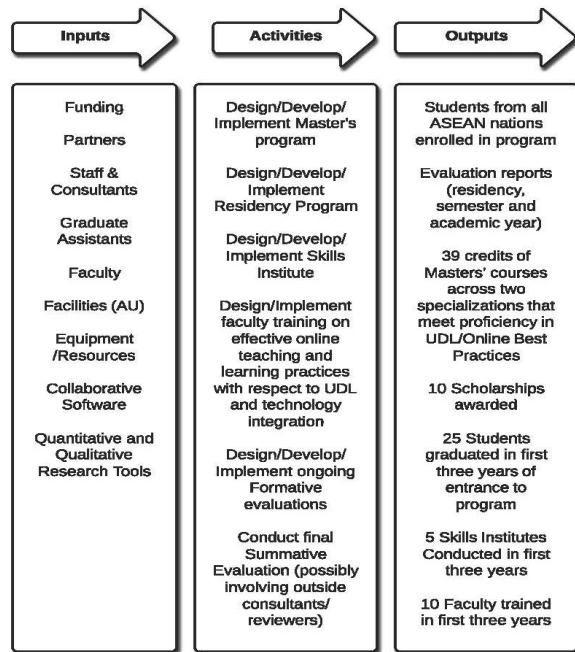 Inputs
Activities
Outputs
Funding
Partners
Staff &
Consultants
Graduate
Assistants
Faculty
Facilities (AU)
Equipment
/Resources
Collaborative
Software
Quantitative and
Qualitative
Research Tools
Design/Develop/
Implement Master's
program
Design/Develop/
Implement
Residency Program
Design/Develop/
Implement Skills
Institute
Design/Implement
faculty training on
effective online
teaching and
learning practices
with respect to UDL
and technology
integration
Design/Develop/
Implement ongoing
Formative
evaluations
Conduct final
Summative
Evaluation (possibly
involving outside
consultants/
reviewers)
Students from all
ASEAN nations
enrolled in program
Evaluation reports
(residency,
semester and
academic year)
39 credits of
Masters' courses
across two
specializations that
meet proficiency in
UDL/Online Best
Practices
10 Scholarships
awarded
25 Students
graduated in first
three years of
entrance to
program
5 Skills Institutes
Conducted in first
three years
10 Faculty trained
in first three years